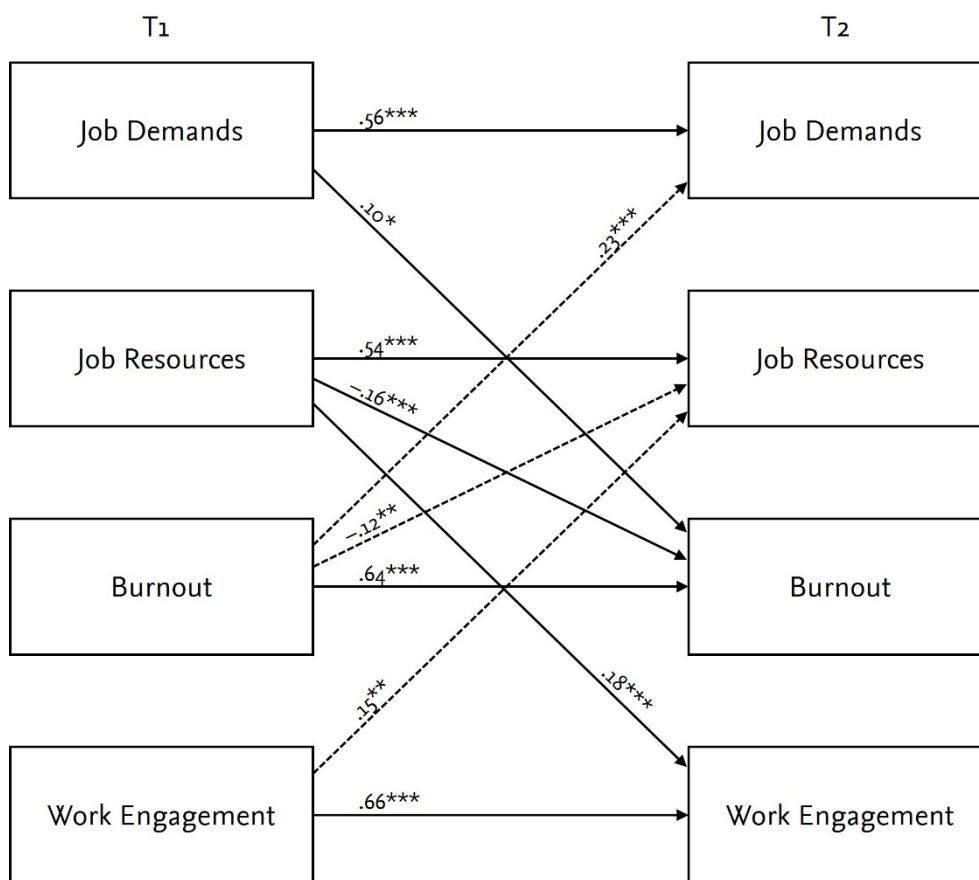 T1
T2
Job Demands
.56***
Job Demands
.10*
.23***
Job Resources
.54***
Job Resources
–.16***
–.12**
Burnout
.64***
Burnout
.18***
.15**
Work Engagement
.66***
Work Engagement